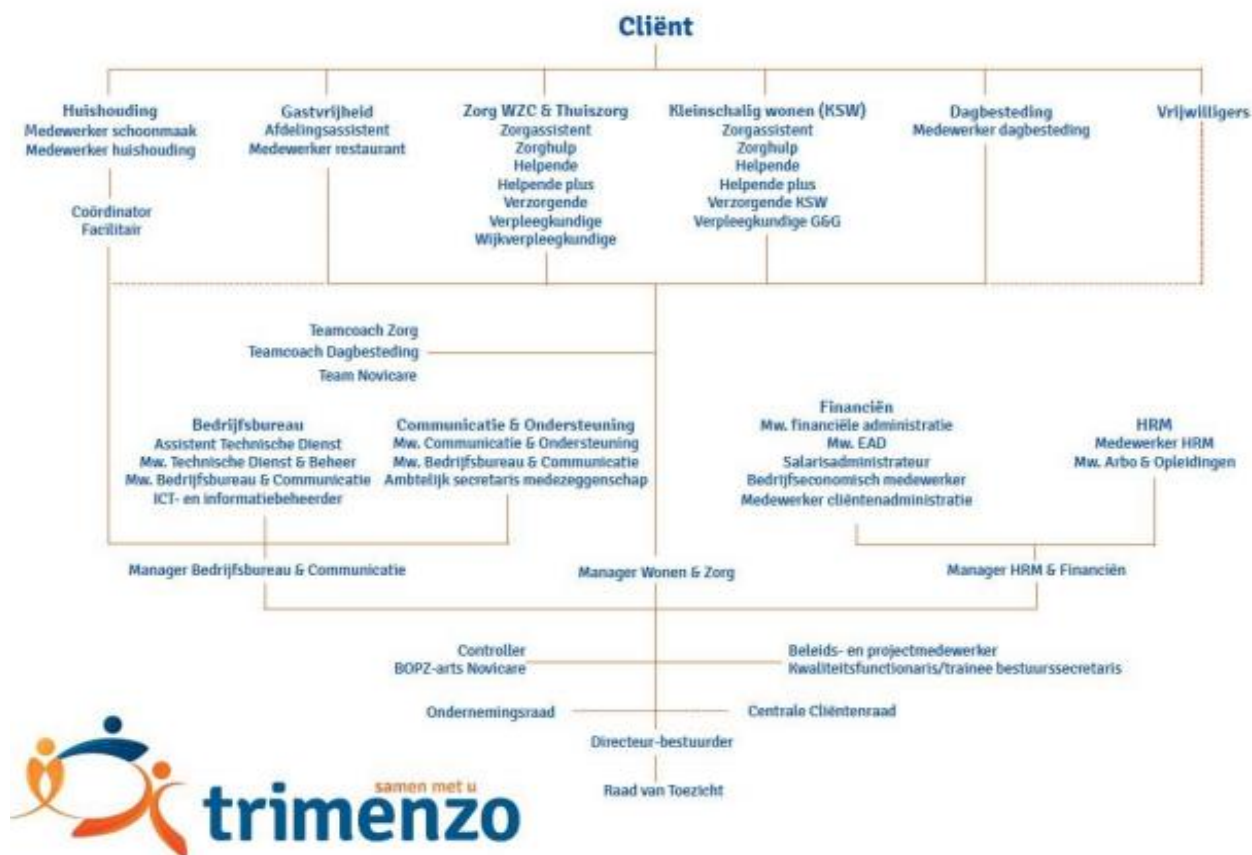 Cliënt
Huishouding
Medewerker schoonmaak
Medewerker huishouding
Coördinator
Facilitair
Gastvrijheid
Afdelingsassistent
Medewerker restaurant
Zorg WZC & Thuiszorg
Zorgassistent
Zorghulp
Helpende
Helpende plus
Verzorgende
Verpleegkundige
Wijkverpleegkundige
Kleinschalig wonen (KSW)
Zorgassistent
Zorghulp
Helpende
Helpende plus
Verzorgende KSW
Verpleegkundige G&G
Dagbesteding
Medewerker dagbesteding
Vrijwilligers
Teamcoach Zorg
Teamcoach Dagbesteding
Team Novicare
Bedrijfsbureau
Assistent Technische Dienst
Mw. Technische Dienst & Beheer
Mw. Bedrijfsbureau & Communicatie
ICT- en informatiebeheerder
Communicatie & Ondersteuning
Mw. Communicatie & Ondersteuning
Mw. Bedrijfsbureau & Communicatie
Ambtelijk secretaris medezeggenschap
Financiën
Mw. financiële administratie
Mw. EAD
Salarisadministrateur
Bedrijfseconomisch medewerker
Medewerker cliëntenadministratie
HRM
Medewerker HRM
Mw. Arbo & Opleidingen
Manager Bedrijfsbureau & Communicatie
Manager Wonen & Zorg
Manager HRM & Financiën
Controller
BOPZ-arts Novicare
Beleids- en projectmedewerker
Kwaliteitsfunctionaris/trainee bestuurssecretaris
Ondernemingsraad
Centrale Cliëntenraad
Directeur-bestuurder
Raad van Toezicht
samen met u
trimenzo